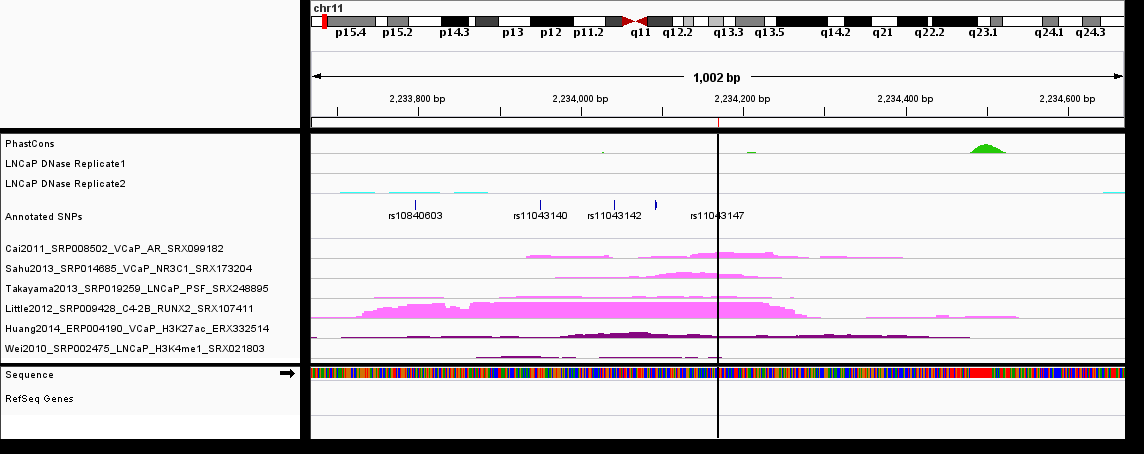 chr11
p15.4 p15.2 p14.3 p13 p12 p11.2 q11 q12.2 q13.3 q13.5 q14.2 q21 q22.2 q23.1 q24.1 q24.3
1,002 bp
2,233,800 bp 2,234,000 bp 2,234,200 bp 2,234,400 bp 2,234,600 bp
PhastCons
LNCaP DNase Replicate1
LNCaP DNase Replicate2
Annotated SNPs
rs10840603 rs11043140 rs11043142 rs11043147
Cai2011_SRP008502_VCaP_AR_SRX099182
Sahu2013_SRP014685_VCaP_NR3C1_SRX173204
Takayama2013_SRP019259_LNCaP_PSF_SRX248895
Little2012_SRP009428_C4-2B_RUNX2_SRX107411
Huang2014_ERP004190_VCaP_H3K27ac_ERX332514
Wei2010_SRP002475_LNCaP_H3K4me1_SRX021803
Sequence
RefSeq Genes